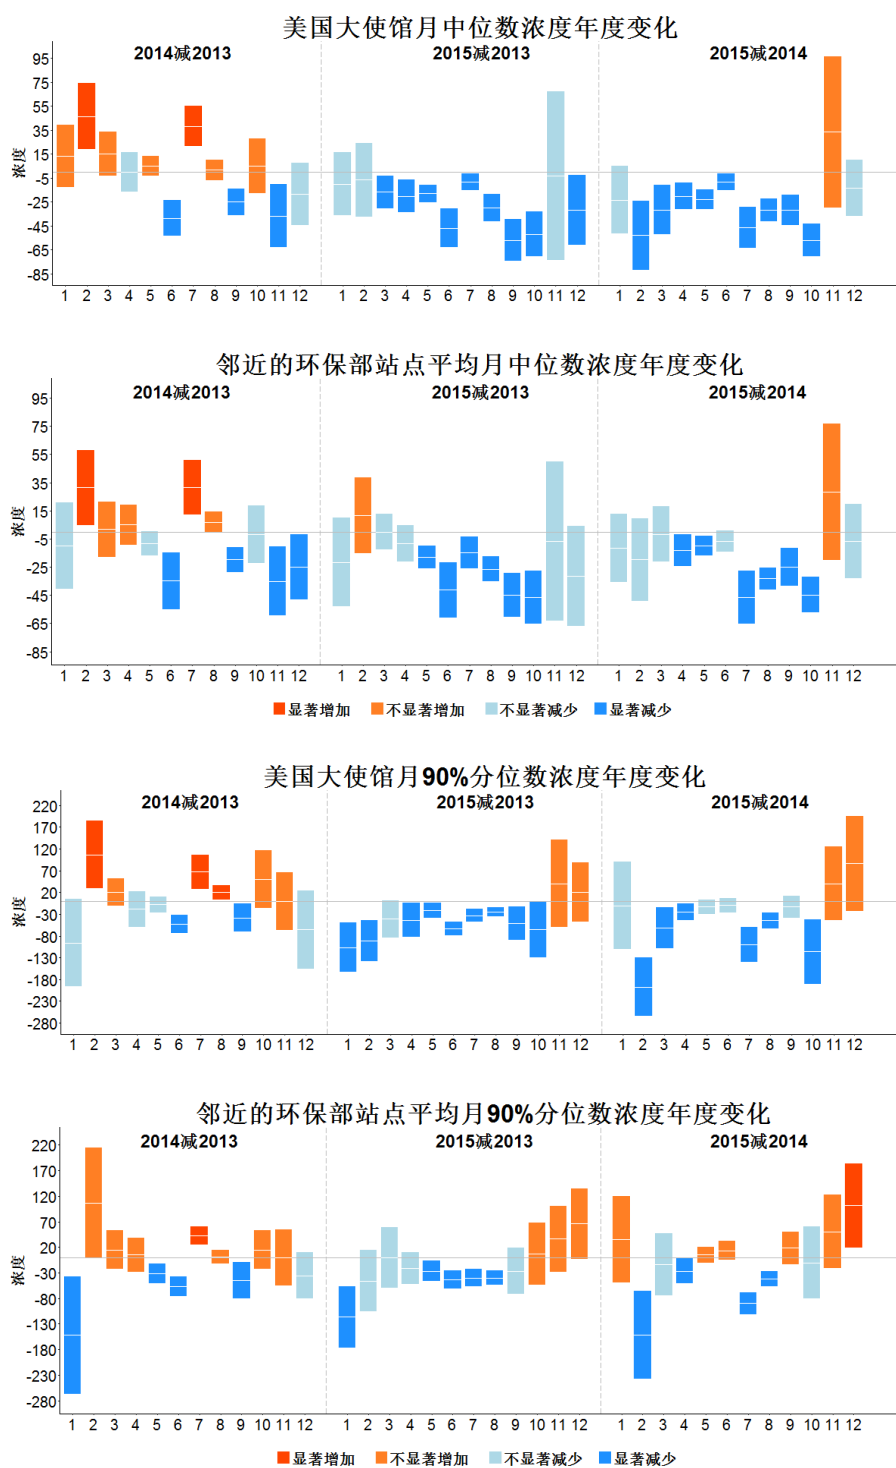 美国大使馆月中位数浓度年度变化
2014减2013 2015减2013 2015减2014
浓度
95
75
55
35
15
-5
-25
-45
-65
-85
1 2 3 4 5 6 7 8 9 10 11 12 1 2 3 4 5 6 7 8 9 10 11 12 1 2 3 4 5 6 7 8 9 10 11 12
邻近的环保部站点平均月中位数浓度年度变化
2014减2013 2015减2013 2015减2014
浓度
95
75
55
35
15
-5
-25
-45
-65
-85
1 2 3 4 5 6 7 8 9 10 11 12 1 2 3 4 5 6 7 8 9 10 11 12 1 2 3 4 5 6 7 8 9 10 11 12
显著增加 不显著增加 不显著减少 显著减少
美国大使馆月90%分位数浓度年度变化
2014减2013 2015减2013 2015减2014
浓度
220
170
120
70
20
-30
-80
-130
-180
-230
-280
1 2 3 4 5 6 7 8 9 10 11 12 1 2 3 4 5 6 7 8 9 10 11 12 1 2 3 4 5 6 7 8 9 10 11 12
邻近的环保部站点平均月90%分位数浓度年度变化
2014减2013 2015减2013 2015减2014
浓度
220
170
120
70
20
-30
-80
-130
-180
-230
-280
1 2 3 4 5 6 7 8 9 10 11 12 1 2 3 4 5 6 7 8 9 10 11 12 1 2 3 4 5 6 7 8 9 10 11 12
显著增加 不显著增加 不显著减少 显著减少